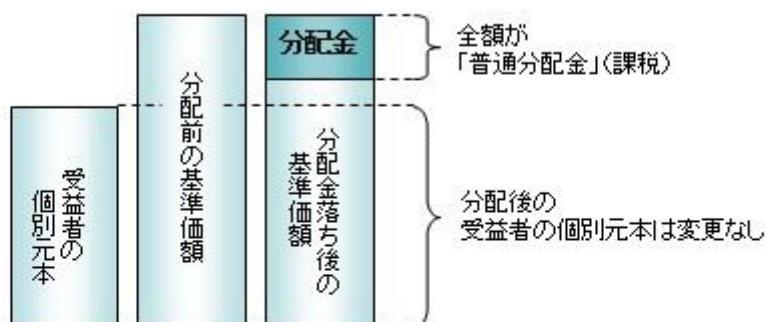 受益者の
個別元本
分配前の基準価額
分配金
分配金落ち後の
基準価額
全額が
「普通分配金」(課税)
分配後の
受益者の個別元本は変更なし